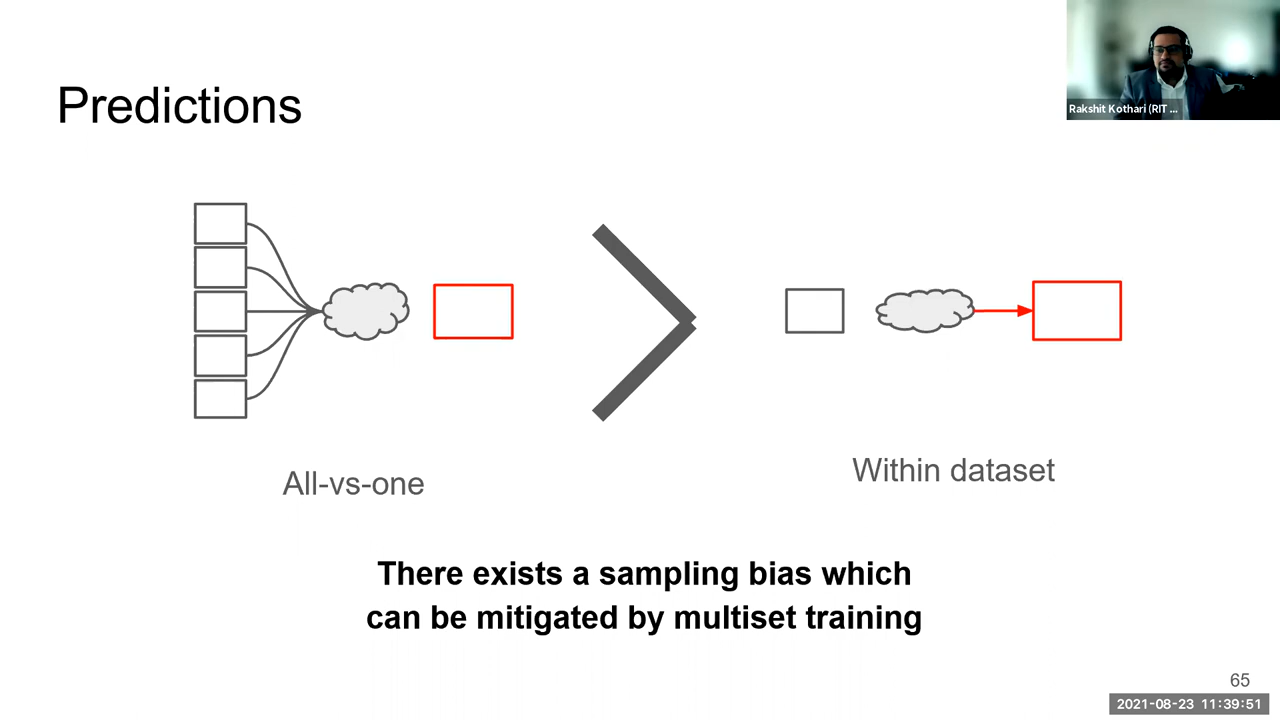 Rakshit Kothari (RIT ...
Predictions
All-vs-one
Within dataset
There exists a sampling bias which
can be mitigated by multiset training
65
2021-08-23 11:39:51